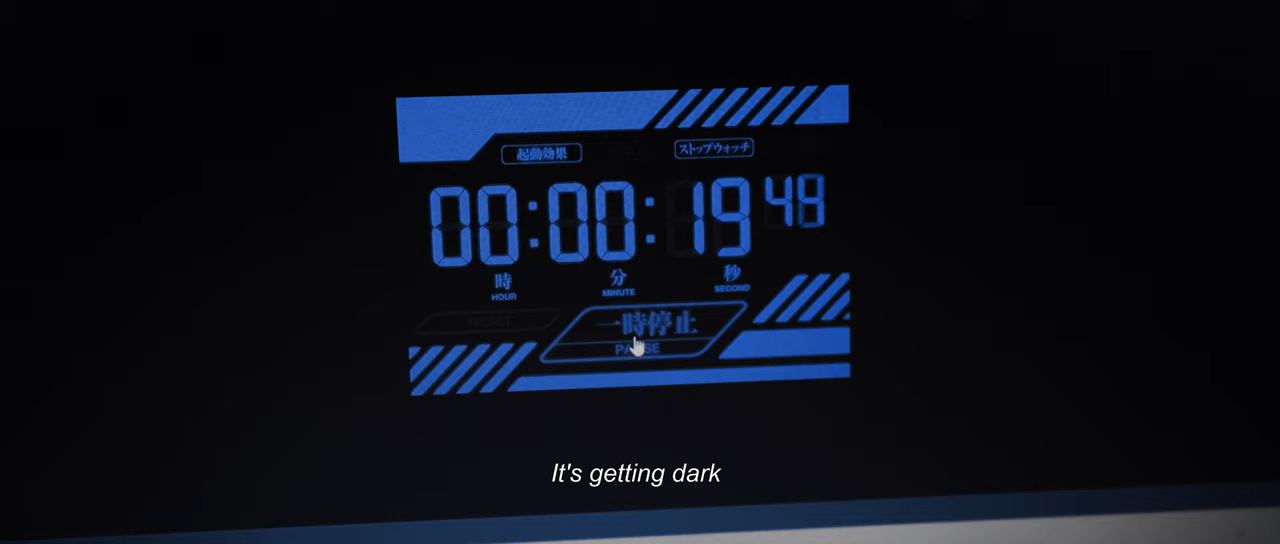 起動効果 ストップウォッチ
00:00:19 48
時 分 秒
HOUR MINUTE SECOND
一時停止
RESET
PAUSE
It's getting dark